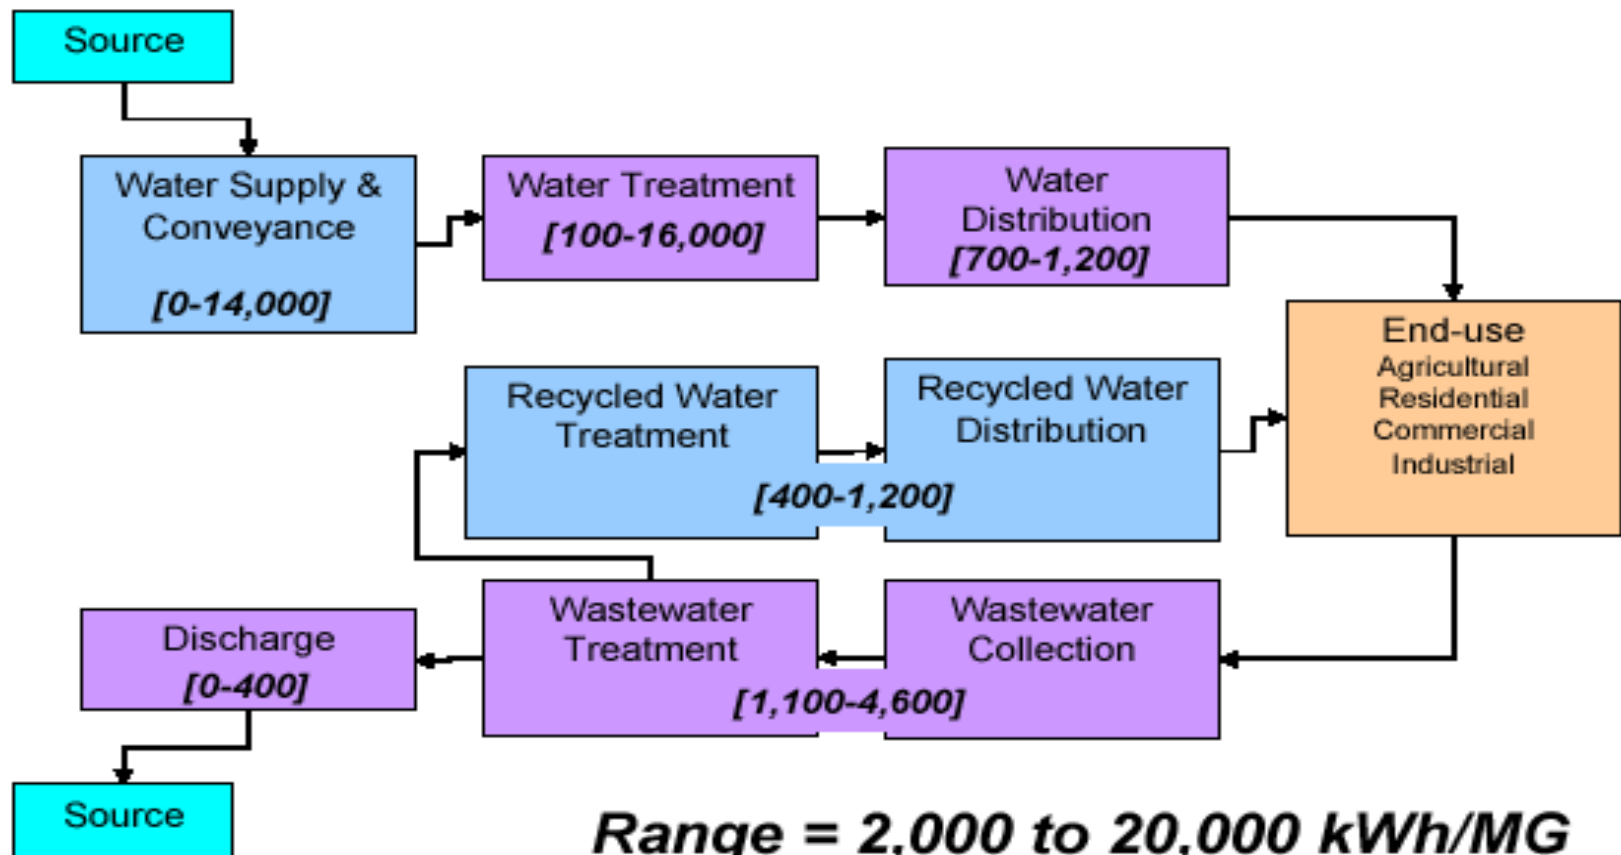 Source
Water Supply &
Conveyance
[0-14,000]
Water Treatment
[100-16,000]
Water
Distribution
[700-1,200]
End-use
Agricultural
Residential
Commercial
Industrial
Recycled Water
Treatment
Recycled Water
Distribution
[400-1,200]
Wastewater
Treatment
Wastewater
Collection
[1,100-4,600]
Discharge
[0-400]
Source
Range = 2,000 to 20,000 kWh/MG